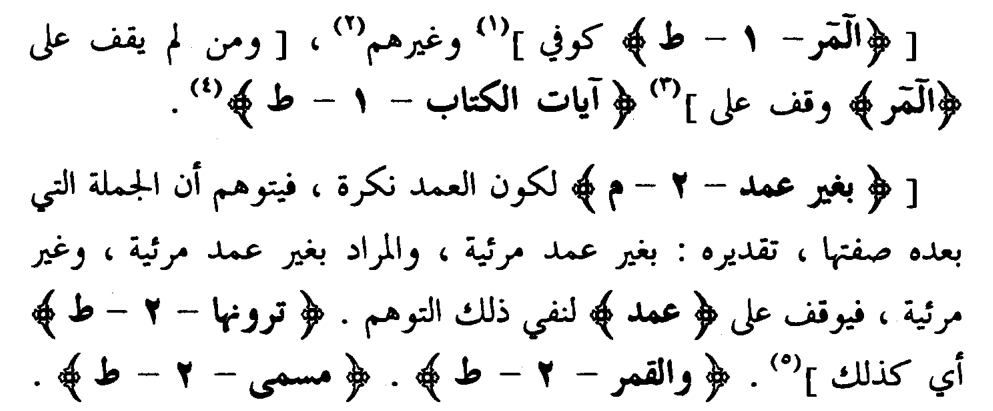 [ ﴿ الٓمٓر – ١ – ط ﴾ كوفي ](١) وغيرهم(٢) ، [ ومن لم يقف على
﴿الٓمٓر ﴾ وقف على ](٣) ﴿ آيات الكتاب – ١ – ط ﴾(٤) .
[ ﴿ بغير عمد – ٢ – م ﴾ لكون العمد نكرة ، فيتوهم أن الجملة التي
بعده صفتها ، تقديره : بغير عمد مرئية ، والمراد بغير عمد مرئية ، وغير
مرئية ، فيوقف على ﴿ عمد ﴾ لنفي ذلك التوهم . ﴿ ترونها – ٢ – ط ﴾
أي كذلك ](٥) . ﴿ والقمر – ٢ – ط ﴾ . ﴿ مسمى – ٢ – ط ﴾ .